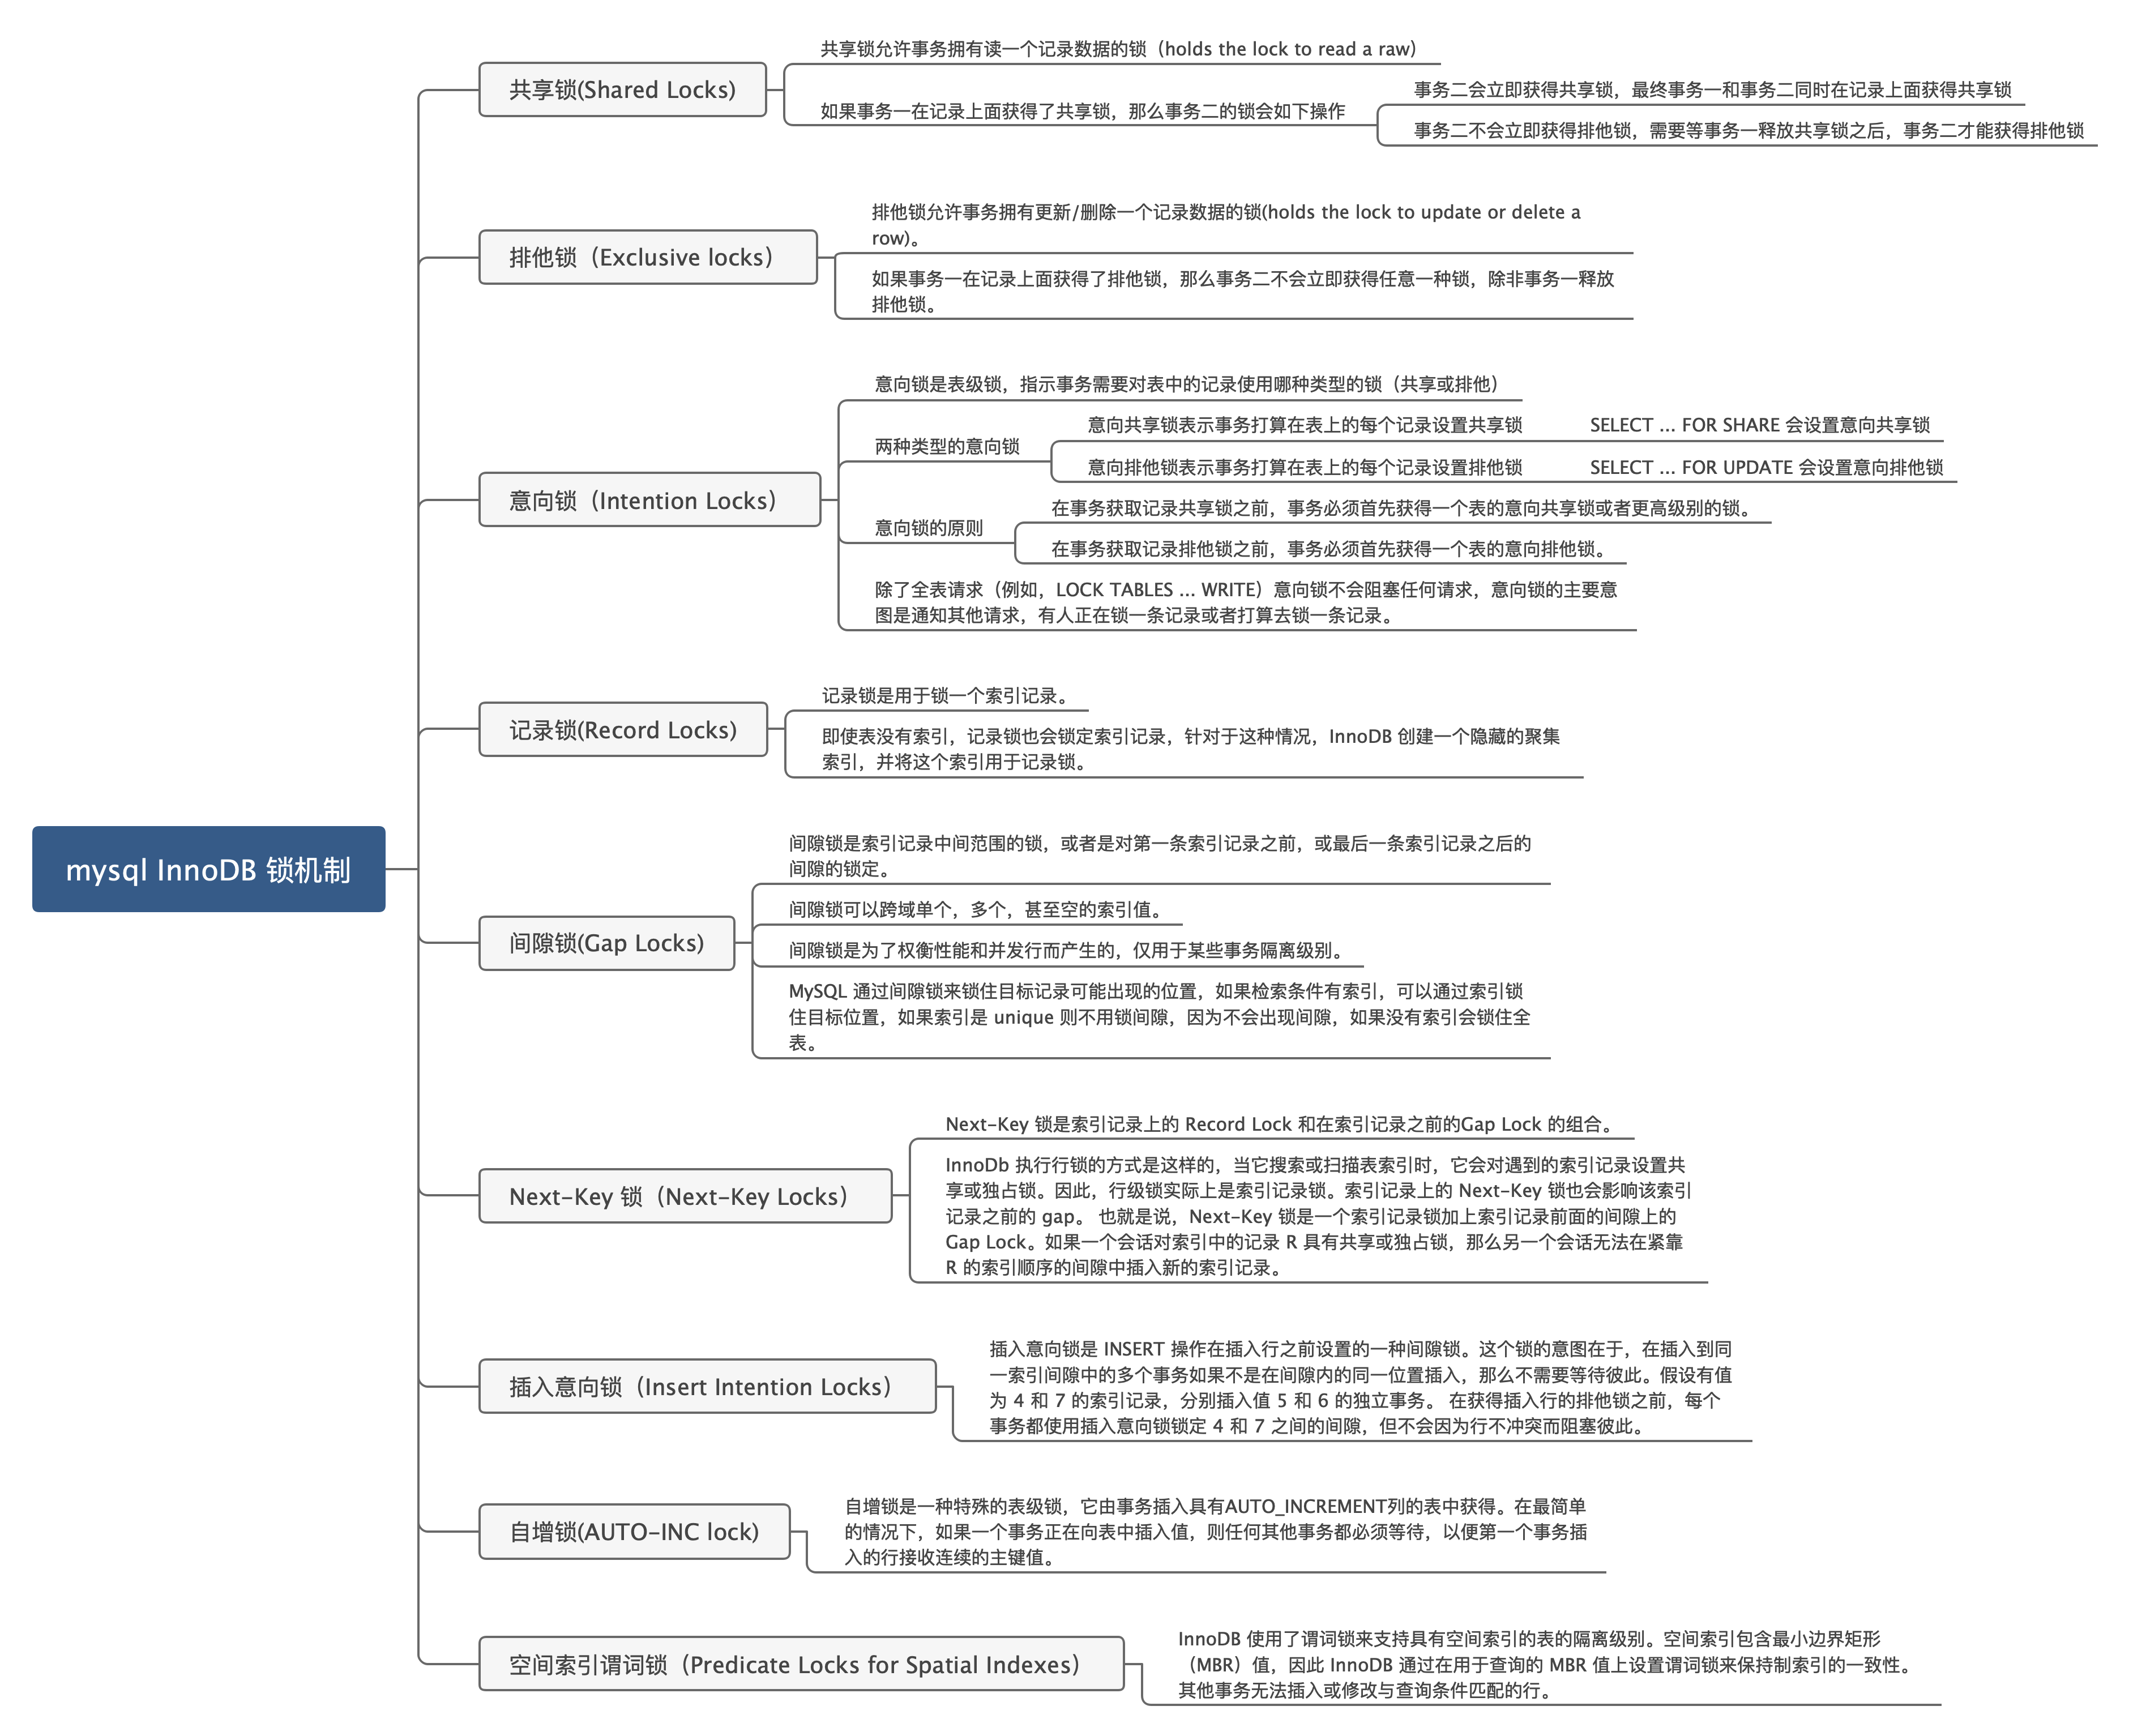 mysql InnoDB 锁机制
共享锁(Shared Locks)
共享锁允许事务拥有读一个记录数据的锁（holds the lock to read a raw）
如果事务一在记录上面获得了共享锁，那么事务二的锁会如下操作
事务二会立即获得共享锁，最终事务一和事务二同时在记录上面获得共享锁
事务二不会立即获得排他锁，需要等事务一释放共享锁之后，事务二才能获得排他锁
排他锁（Exclusive locks）
排他锁允许事务拥有更新/删除一个记录数据的锁(holds the lock to update or delete a
row)。
如果事务一在记录上面获得了排他锁，那么事务二不会立即获得任意一种锁，除非事务一释放
排他锁。
意向锁（Intention Locks）
意向锁是表级锁，指示事务需要对表中的记录使用哪种类型的锁（共享或排他）
两种类型的意向锁
意向共享锁表示事务打算在表上的每个记录设置共享锁
SELECT ... FOR SHARE 会设置意向共享锁
意向排他锁表示事务打算在表上的每个记录设置排他锁
SELECT ... FOR UPDATE 会设置意向排他锁
意向锁的原则
在事务获取记录共享锁之前，事务必须首先获得一个表的意向共享锁或者更高级别的锁。
在事务获取记录排他锁之前，事务必须首先获得一个表的意向排他锁。
除了全表请求（例如，LOCK TABLES ... WRITE）意向锁不会阻塞任何请求，意向锁的主要意
图是通知其他请求，有人正在锁一条记录或者打算去锁一条记录。
记录锁(Record Locks)
记录锁是用于锁一个索引记录。
即使表没有索引，记录锁也会锁定索引记录，针对于这种情况，InnoDB 创建一个隐藏的聚集
索引，并将这个索引用于记录锁。
间隙锁(Gap Locks)
间隙锁是索引记录中间范围的锁，或者是对第一条索引记录之前，或最后一条索引记录之后的
间隙的锁定。
间隙锁可以跨域单个，多个，甚至空的索引值。
间隙锁是为了权衡性能和并发行而产生的，仅用于某些事务隔离级别。
MySQL 通过间隙锁来锁住目标记录可能出现的位置，如果检索条件有索引，可以通过索引锁
住目标位置，如果索引是 unique 则不用锁间隙，因为不会出现间隙，如果没有索引会锁住全
表。
Next-Key 锁（Next-Key Locks）
Next-Key 锁是索引记录上的 Record Lock 和在索引记录之前的Gap Lock 的组合。
InnoDb 执行行锁的方式是这样的，当它搜索或扫描表索引时，它会对遇到的索引记录设置共
享或独占锁。因此，行级锁实际上是索引记录锁。索引记录上的 Next-Key 锁也会影响该索引
记录之前的 gap。 也就是说，Next-Key 锁是一个索引记录锁加上索引记录前面的间隙上的
Gap Lock。如果一个会话对索引中的记录 R 具有共享或独占锁，那么另一个会话无法在紧靠
R 的索引顺序的间隙中插入新的索引记录。
插入意向锁（Insert Intention Locks）
插入意向锁是 INSERT 操作在插入行之前设置的一种间隙锁。这个锁的意图在于，在插入到同
一索引间隙中的多个事务如果不是在间隙内的同一位置插入，那么不需要等待彼此。假设有值
为 4 和 7 的索引记录，分别插入值 5 和 6 的独立事务。 在获得插入行的排他锁之前，每个
事务都使用插入意向锁锁定 4 和 7 之间的间隙，但不会因为行不冲突而阻塞彼此。
自增锁(AUTO-INC lock)
自增锁是一种特殊的表级锁，它由事务插入具有AUTO_INCREMENT列的表中获得。在最简单
的情况下，如果一个事务正在向表中插入值，则任何其他事务都必须等待，以便第一个事务插
入的行接收连续的主键值。
空间索引谓词锁（Predicate Locks for Spatial Indexes）
InnoDB 使用了谓词锁来支持具有空间索引的表的隔离级别。空间索引包含最小边界矩形
（MBR）值，因此 InnoDB 通过在用于查询的 MBR 值上设置谓词锁来保持制索引的一致性。
其他事务无法插入或修改与查询条件匹配的行。